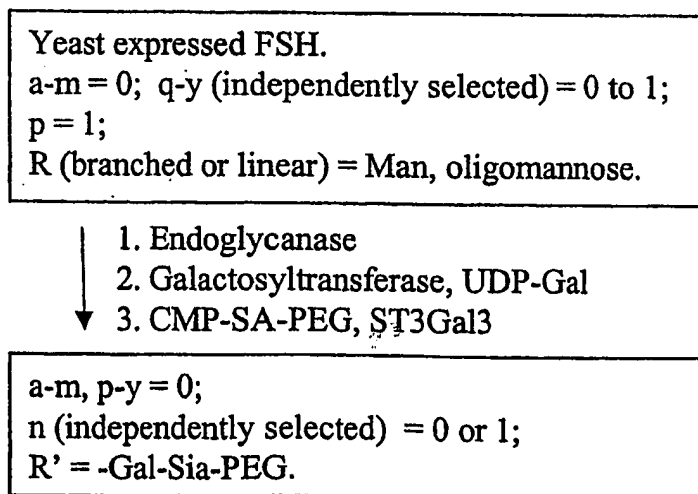 Yeast expressed FSH.
a-m = 0; q-y (independently selected) = 0 to 1;
p = 1;
R (branched or linear) = Man, oligomannose.
1. Endoglycanase
2. Galactosyltransferase, UDP-Gal
3. CMP-SA-PEG, ST3Gal3
a-m, p-y = 0;
n (independently selected) = 0 or 1;
R' = -Gal-Sia-PEG.